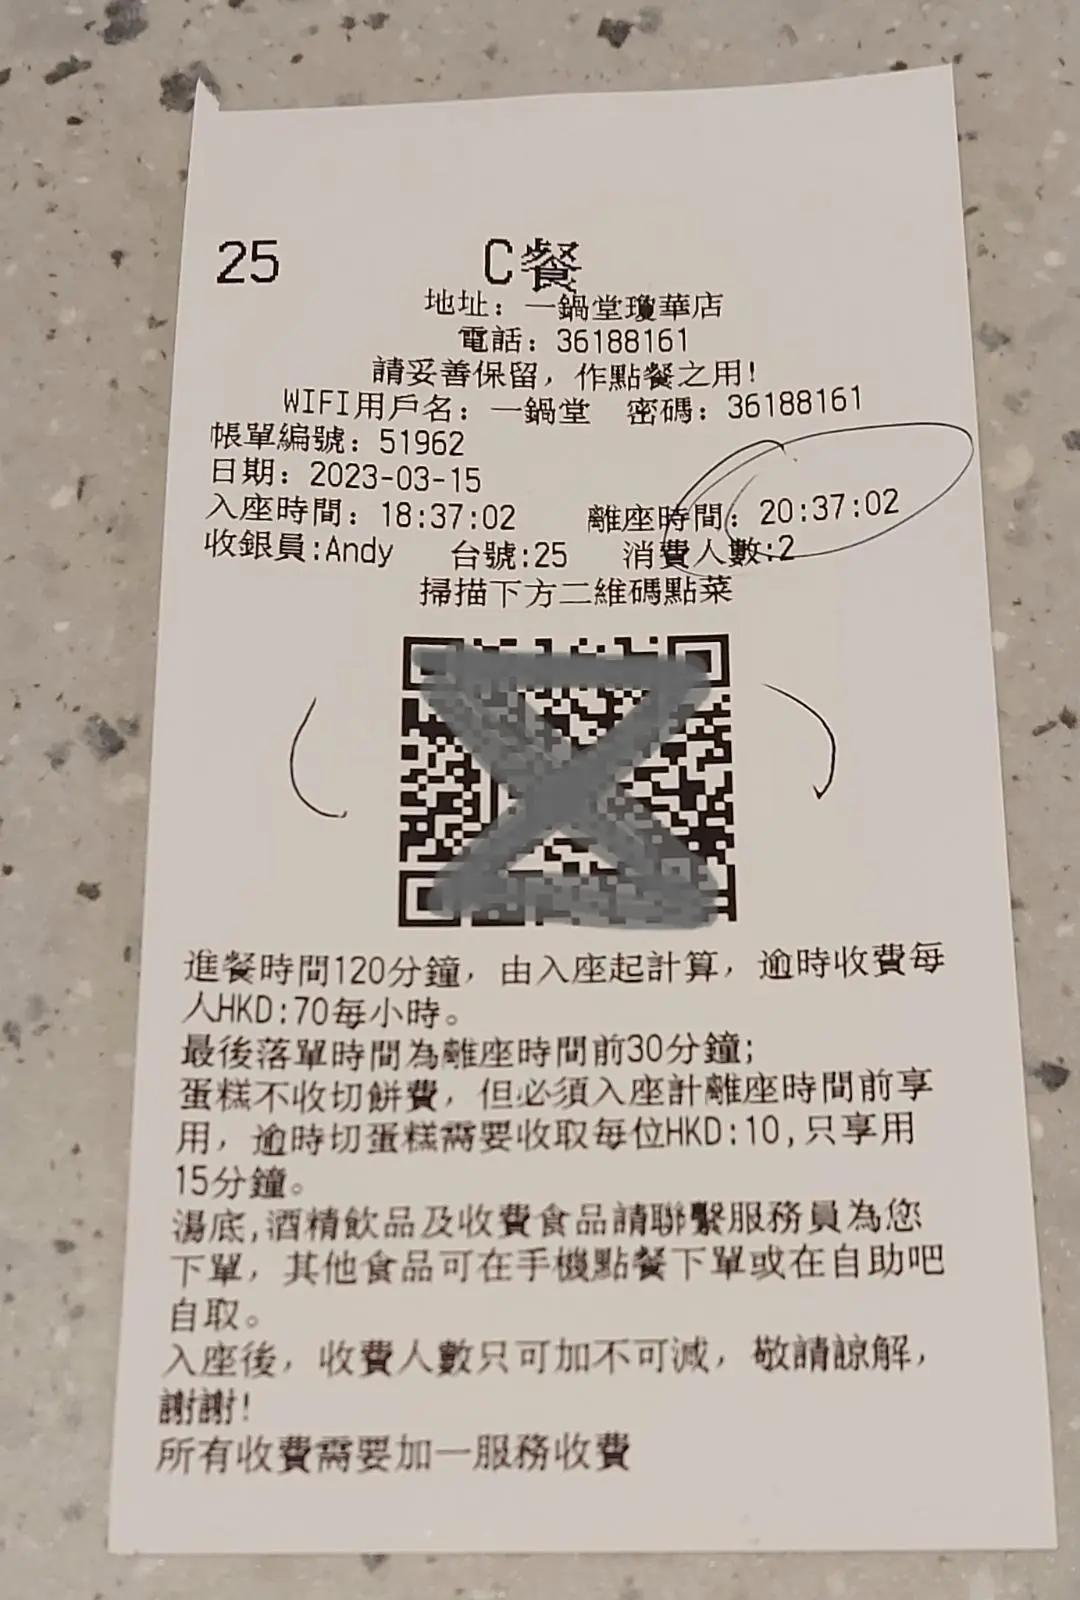 25 C餐
地址：一鍋堂瓊華店
電話：36188161
請妥善保留，作點餐之用!
WIFI用戶名：一鍋堂 密碼：36188161
帳單編號：51962
日期：2023-03-15
入座時間：18:37:02 離座時間：20:37:02
收銀員:Andy 台號:25 消費人數:2
掃描下方二維碼點菜
進餐時間120分鐘，由入座起計算，逾時收費每
人HKD:70每小時。
最後落單時間為離座時間前30分鐘;
蛋糕不收切餅費，但必須入座計離座時間前享
用，逾時切蛋糕需要收取每位HKD:10,只享用
15分鐘。
湯底,酒精飲品及收費食品請聯繫服務員為您
下單，其他食品可在手機點餐下單或在自助吧
自取。
入座後，收費人數只可加不可減，敬請諒解，
謝謝!
所有收費需要加一服務收費